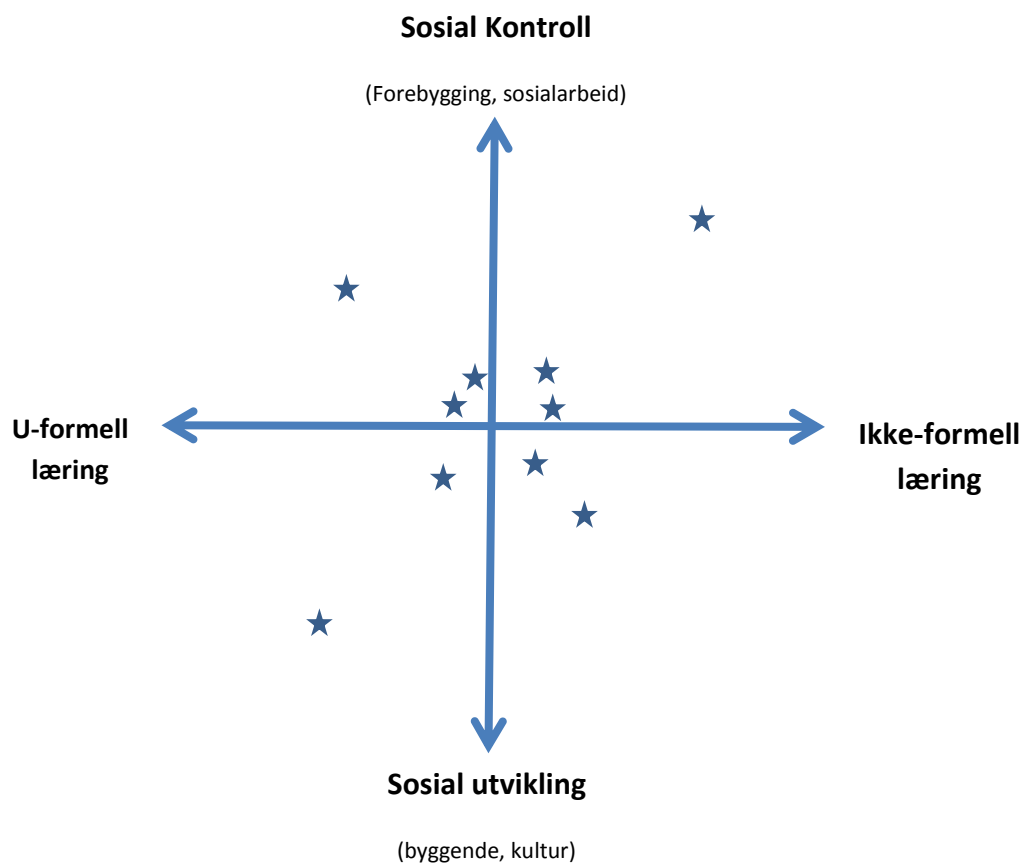 Sosial Kontroll
(Forebygging, sosialarbeid)
U-formell
læring
Ikke-formell
læring
Sosial utvikling
(byggende, kultur)